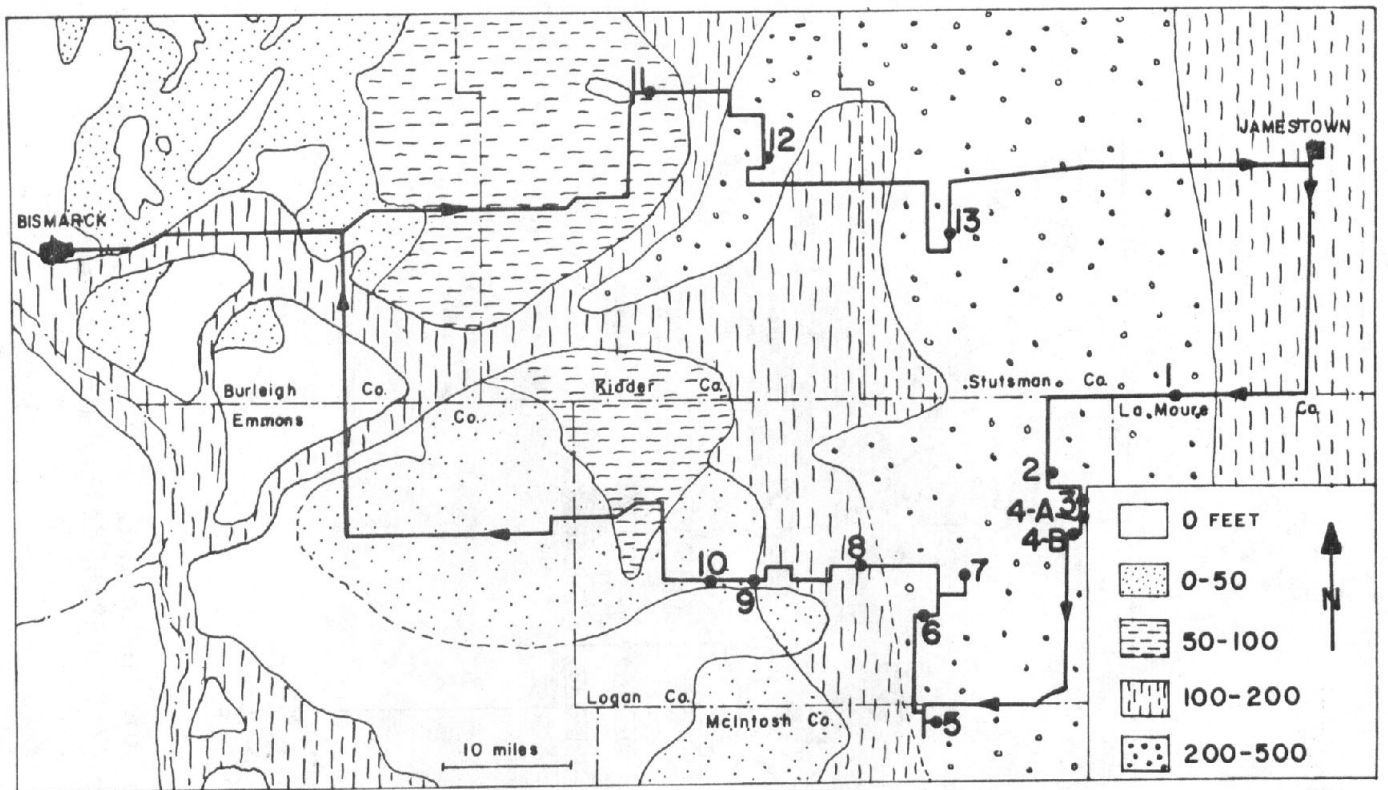 11
12
JAMESTOWN
13
BISMARCK
Burleigh Co.
Emmons Co.
Kidder Co.
Stutsman Co.
1
La Moure Co.
2
3
4-A
4-B
8
7
10
9
6
5
Logan Co.
McIntosh Co.
10 miles
0 FEET
0-50
50-100
100-200
200-500
N